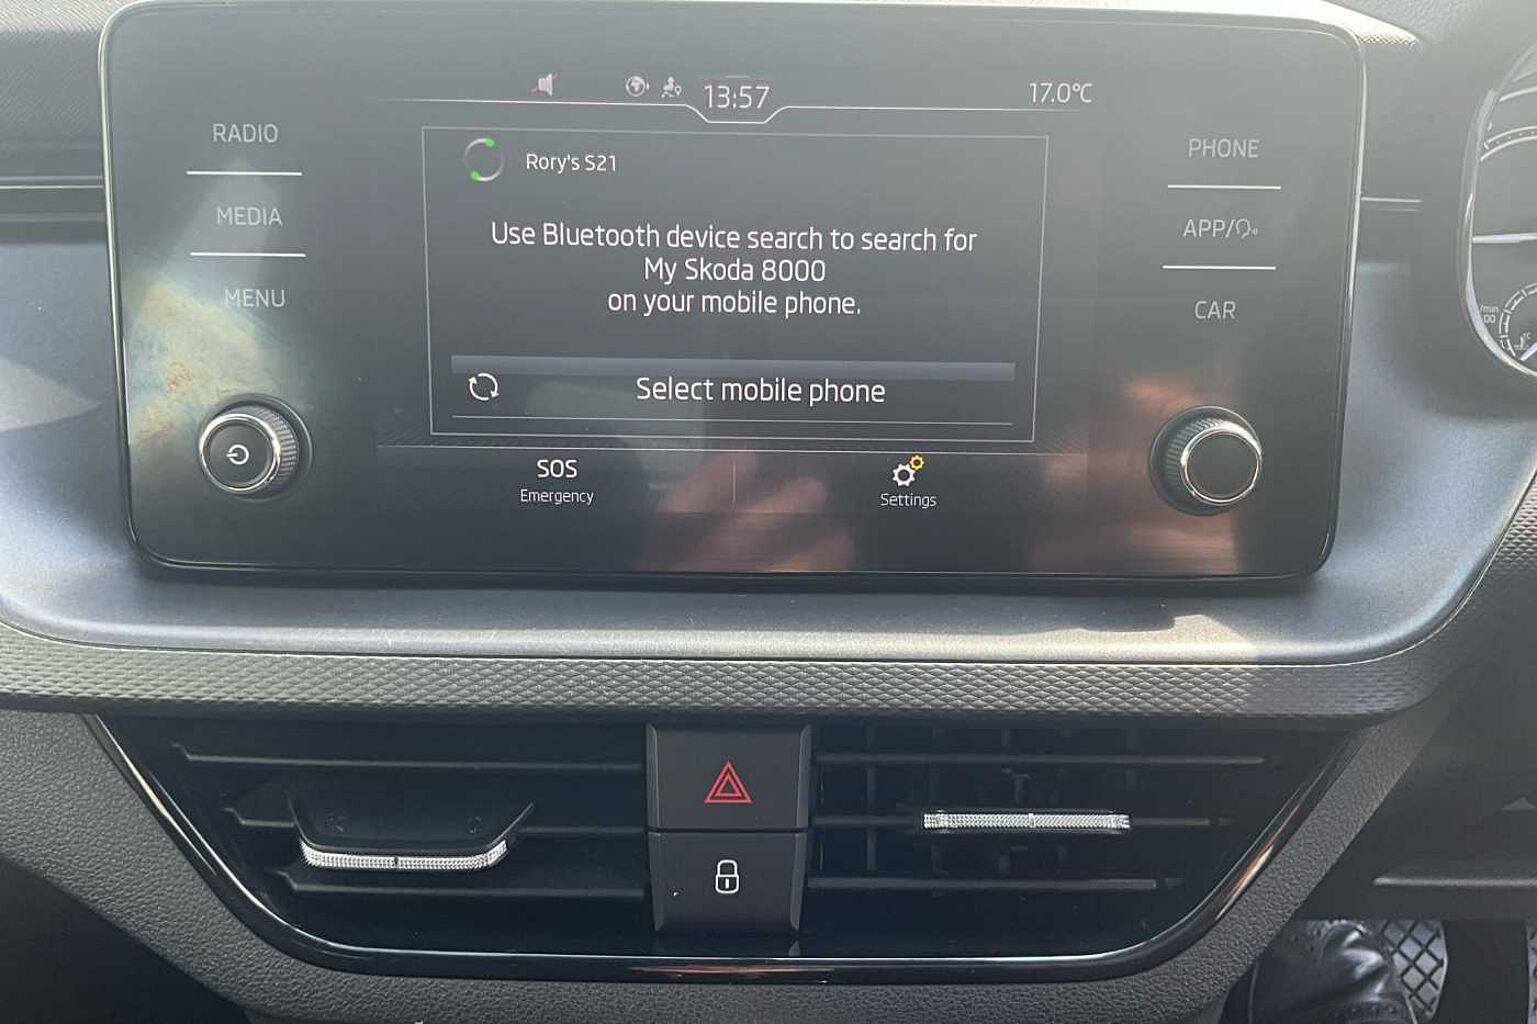 13:57
17.0°C
RADIO
MEDIA
MENU
Rory's S21
Use Bluetooth device search to search for
My Skoda 8000
on your mobile phone.
Select mobile phone
SOS
Emergency
Settings
PHONE
APP/
CAR